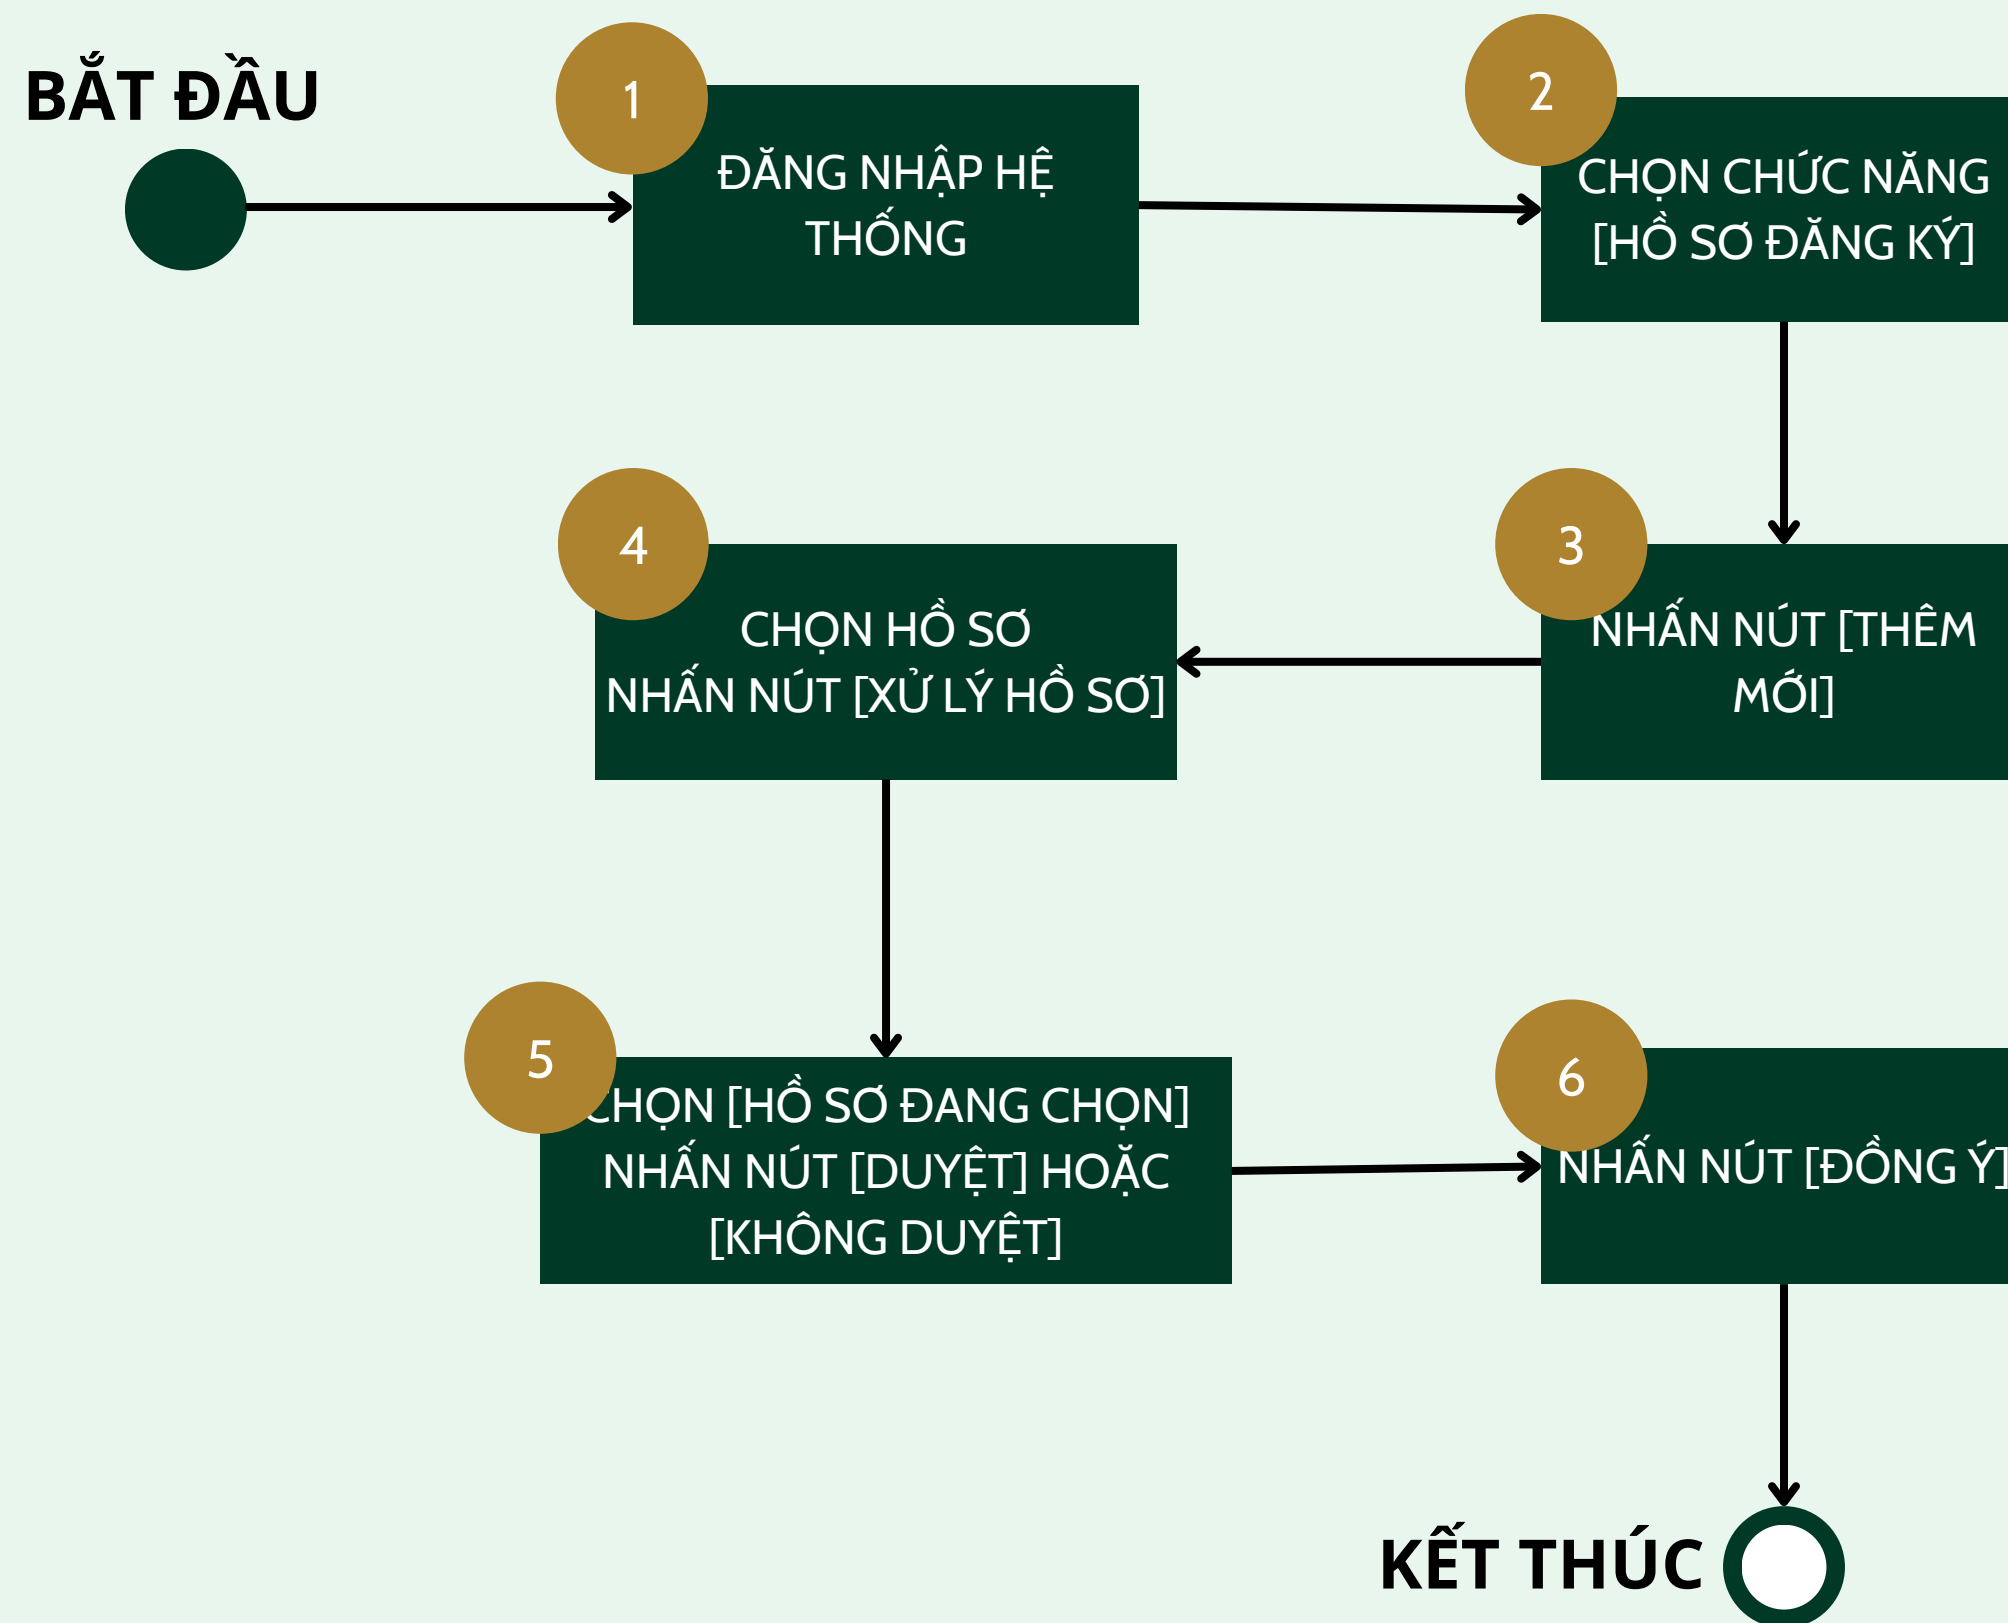 BẮT ĐẦU
1
ĐĂNG NHẬP HỆ
THỐNG
2
CHỌN CHỨC NĂNG
[HỒ SƠ ĐĂNG KÝ]
3
NHẤN NÚT [THÊM
MỚI]
4
CHỌN HỒ SƠ
NHẤN NÚT [XỬ LÝ HỒ SƠ]
5
CHỌN [HỒ SƠ ĐANG CHỌN]
NHẤN NÚT [DUYỆT] HOẶC
[KHÔNG DUYỆT]
6
NHẤN NÚT [ĐỒNG Ý]
KẾT THÚC